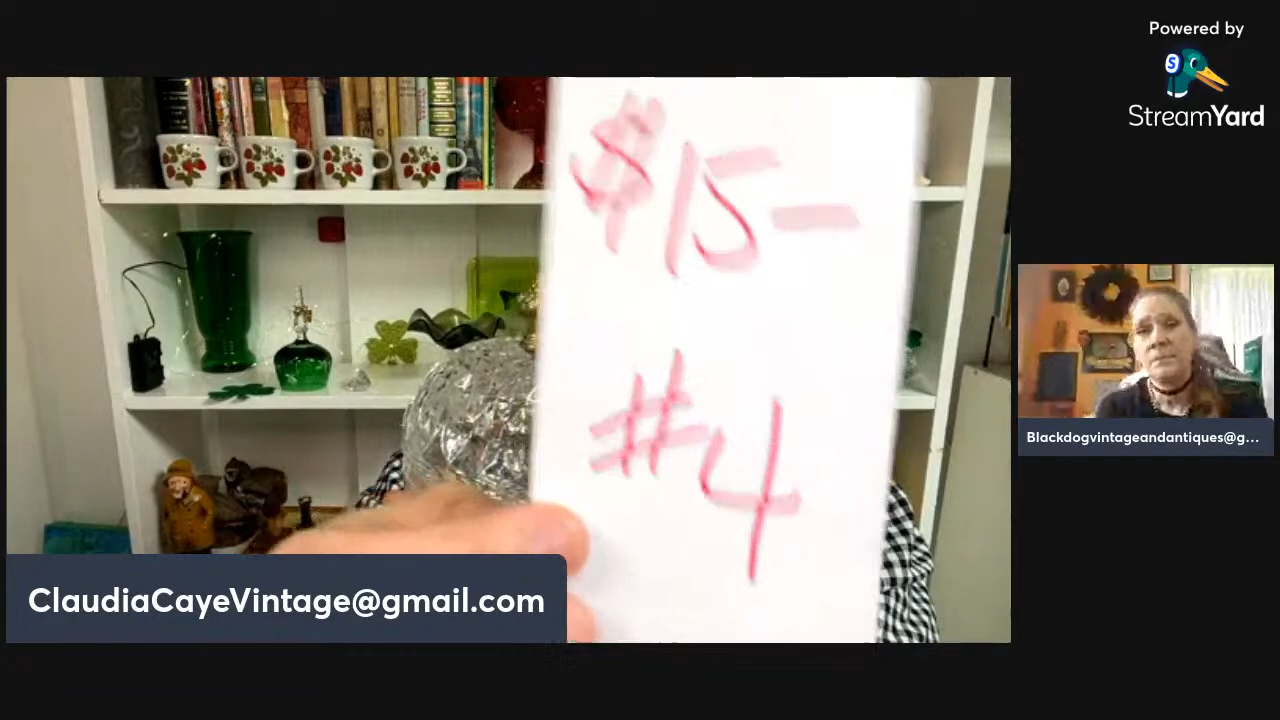 Powered by
S
StreamYard
$15-
#4
Blackdogvintageandantiques@g...
ClaudiaCayeVintage@gmail.com